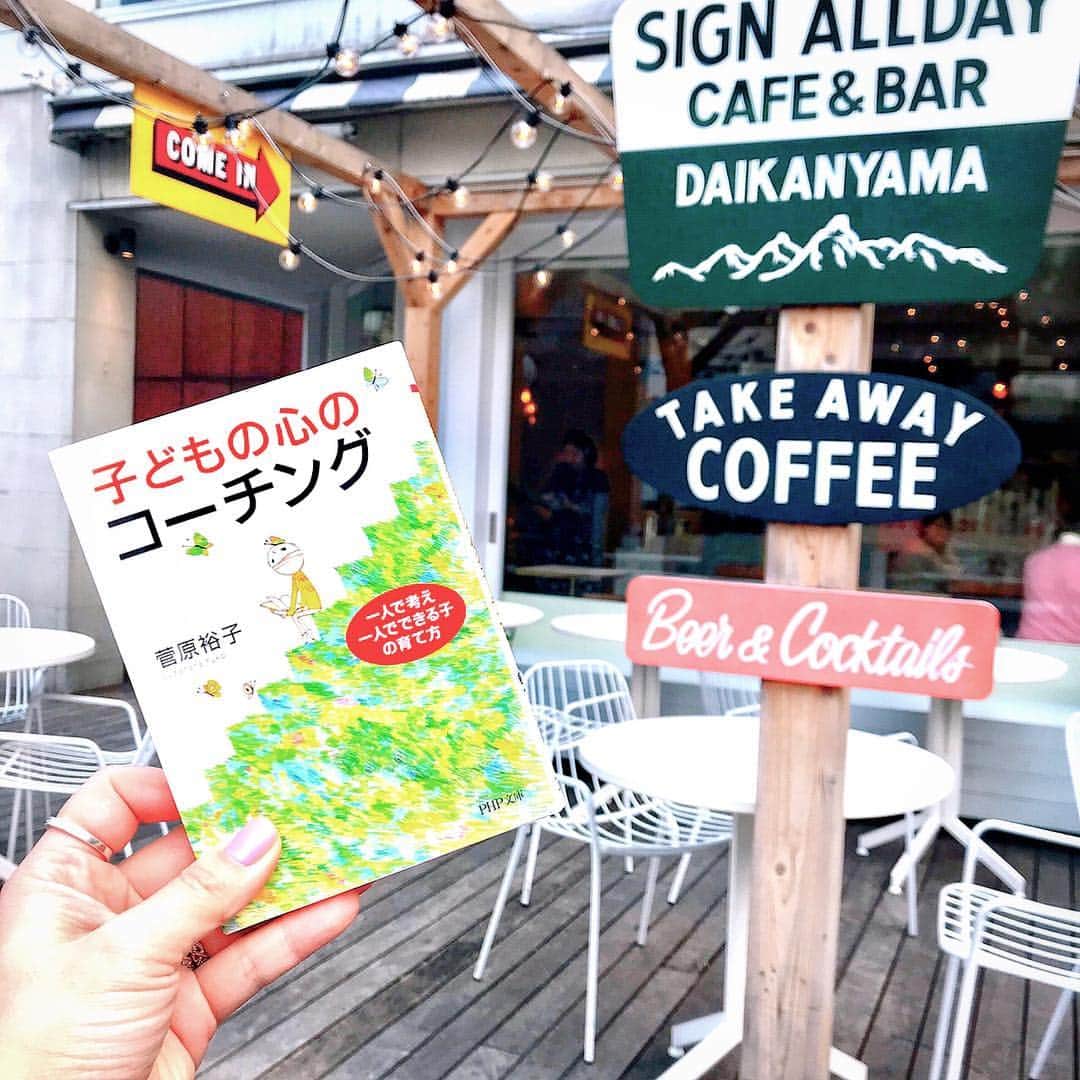 SIGN ALLDAY
CAFE & BAR
DAIKANYAMA
COME IN
TAKE AWAY
COFFEE
Beer & Cocktails
子どもの心の
コーチング
一人で考え
一人でできる子
の育て方
菅原裕子
PHP文庫